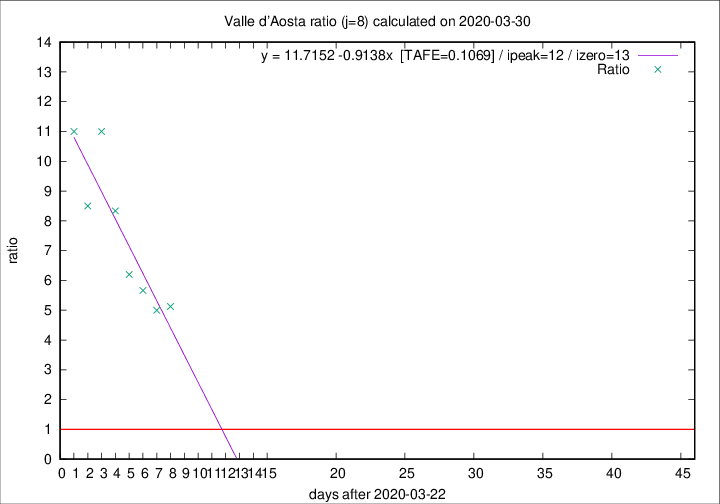 Valle d'Aosta ratio (j=8) calculated on 2020-03-30
y = 11.7152 -0.9138x [TAFE=0.1069] / ipeak=12 / izero=13
Ratio
14
13
12
11
10
9
8
7
6
5
4
3
2
1
0
ratio
0 1 2 3 4 5 6 7 8 9 10 11 12 13 14 15 20 25 30 35 40 45
days after 2020-03-22